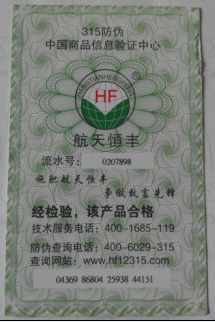 315防伪
中国商品信息验证中心
HANGTIANHENGFENG
HF
®
航天恒丰
流水号: 0207898
施肥航天恒丰
争做致富先锋
经检验，该产品合格
技术服务电话：400-1685-119
防伪查询电话：400-6029-315
查询网站：www.hf12315.com
04369 86804 25938 44151